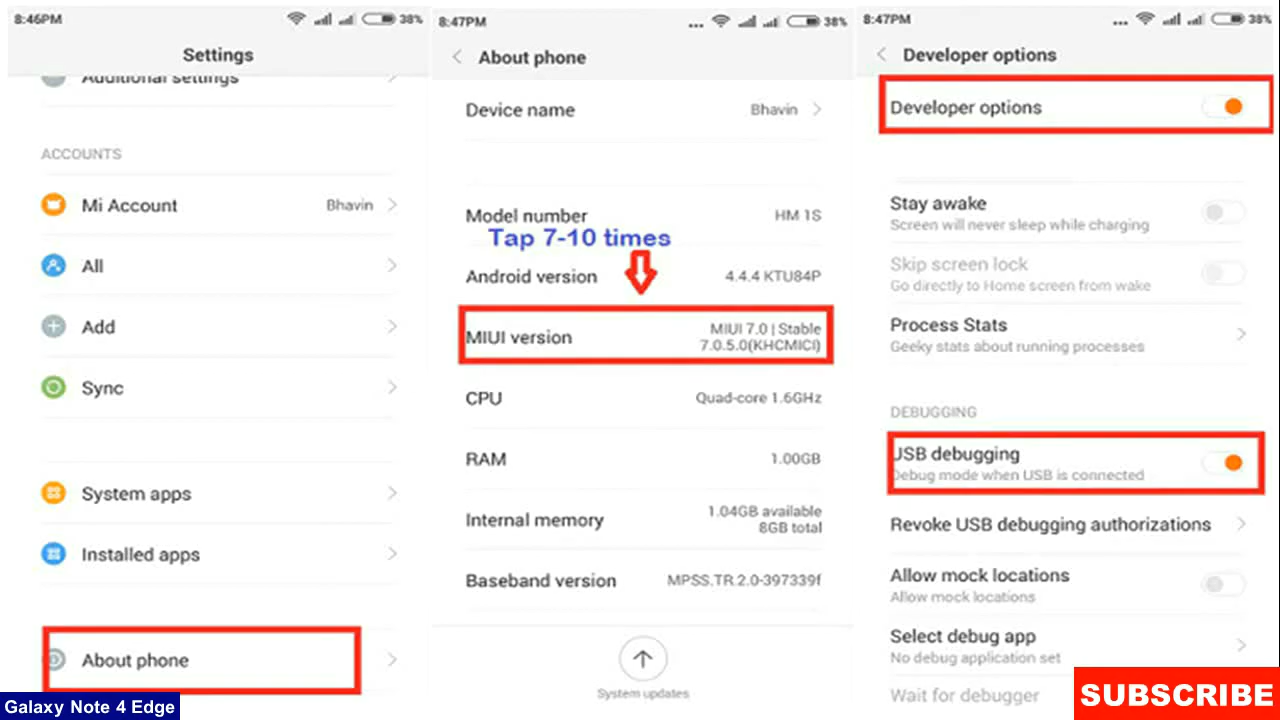 8:46PM
38%
Settings
Additional settings
ACCOUNTS
Mi Account
Bhavin
All
Add
Sync
System apps
Installed apps
About phone
Galaxy Note 4 Edge
8:47PM
... 38%
About phone
Device name
Bhavin
Model number
HM 1S
Tap 7-10 times
Android version
4.4.4 KTU84P
MIUI version
MIUI 7.0 | Stable
7.0.5.0(KHCMICI)
CPU
Quad-core 1.6GHz
RAM
1.00GB
Internal memory
1.04GB available
8GB total
Baseband version
MPSS.TR.2.0-397339f
System updates
8:47PM
... 38%
Developer options
Developer options
Stay awake
Screen will never sleep while charging
Skip screen lock
Go directly to Home screen from wake
Process Stats
Geeky stats about running processes
DEBUGGING
USB debugging
Debug mode when USB is connected
Revoke USB debugging authorizations
Allow mock locations
Allow mock locations
Select debug app
No debug application set
Wait for debugger
SUBSCRIBE